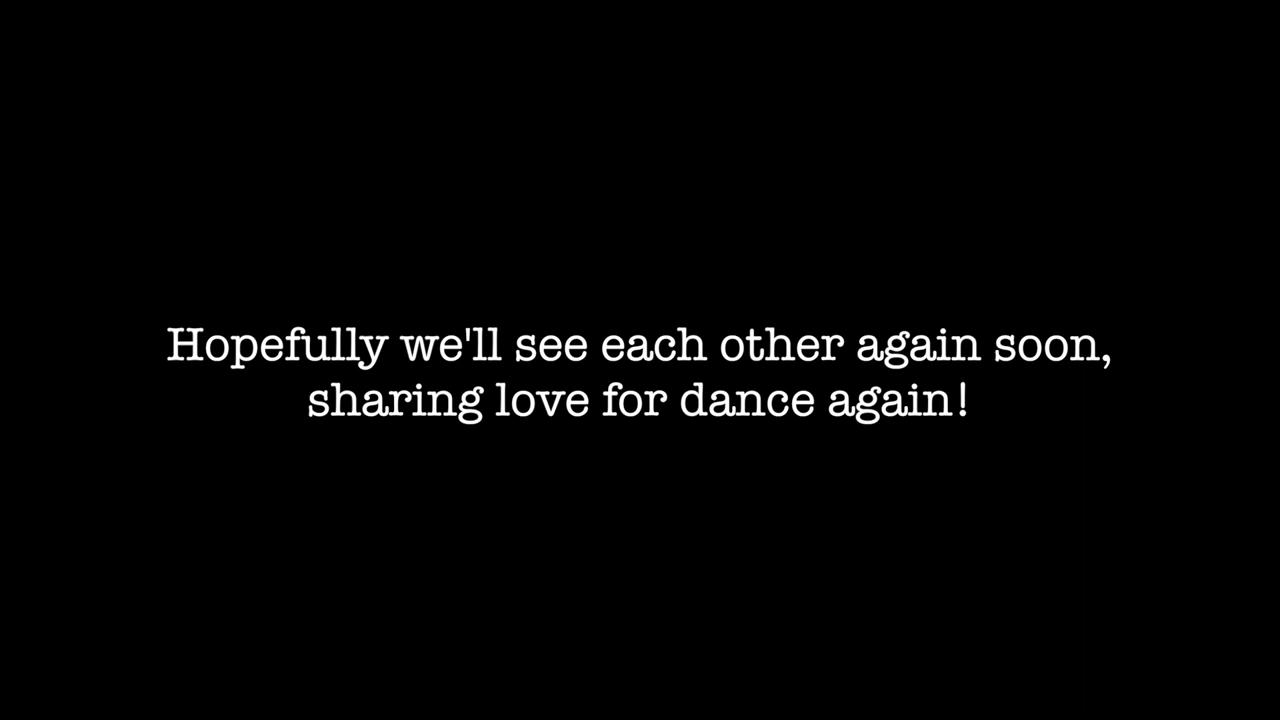 Hopefully we'll see each other again soon,
sharing love for dance again!